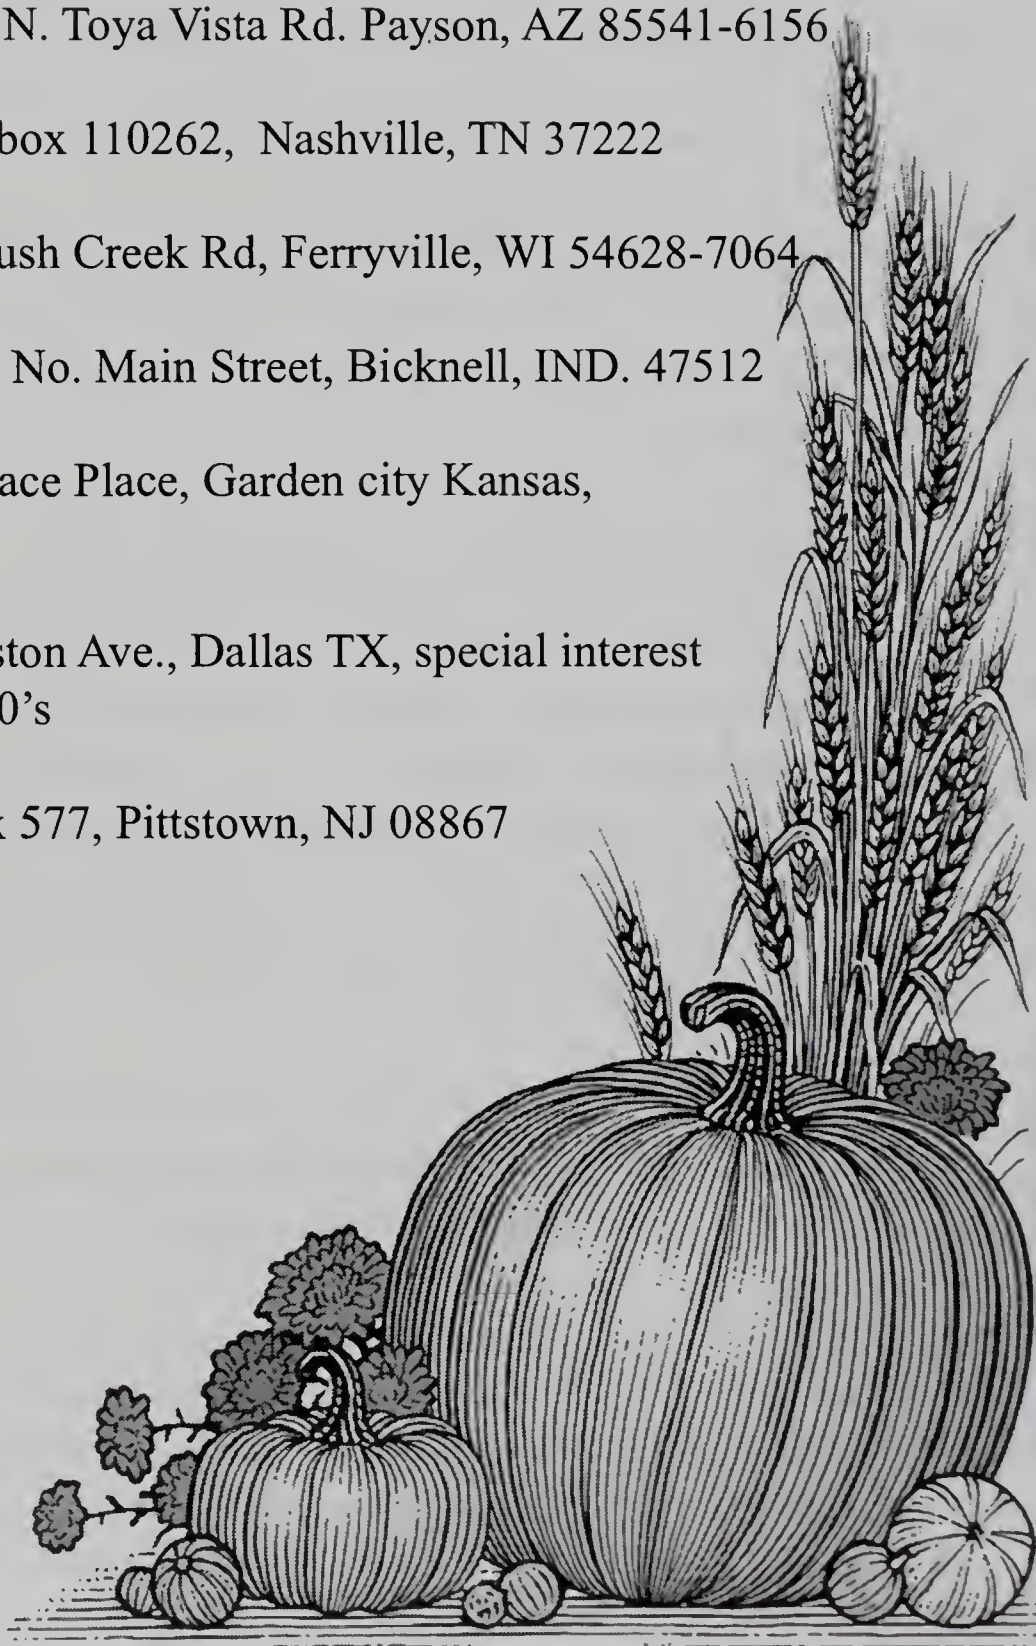 N. Toya Vista Rd. Payson, AZ 85541-6156
box 110262,  Nashville, TN 37222
ush Creek Rd, Ferryville, WI 54628-7064
No. Main Street, Bicknell, IND. 47512
ace Place, Garden city Kansas,
ston Ave., Dallas TX, special interest
0’s
577, Pittstown, NJ 08867